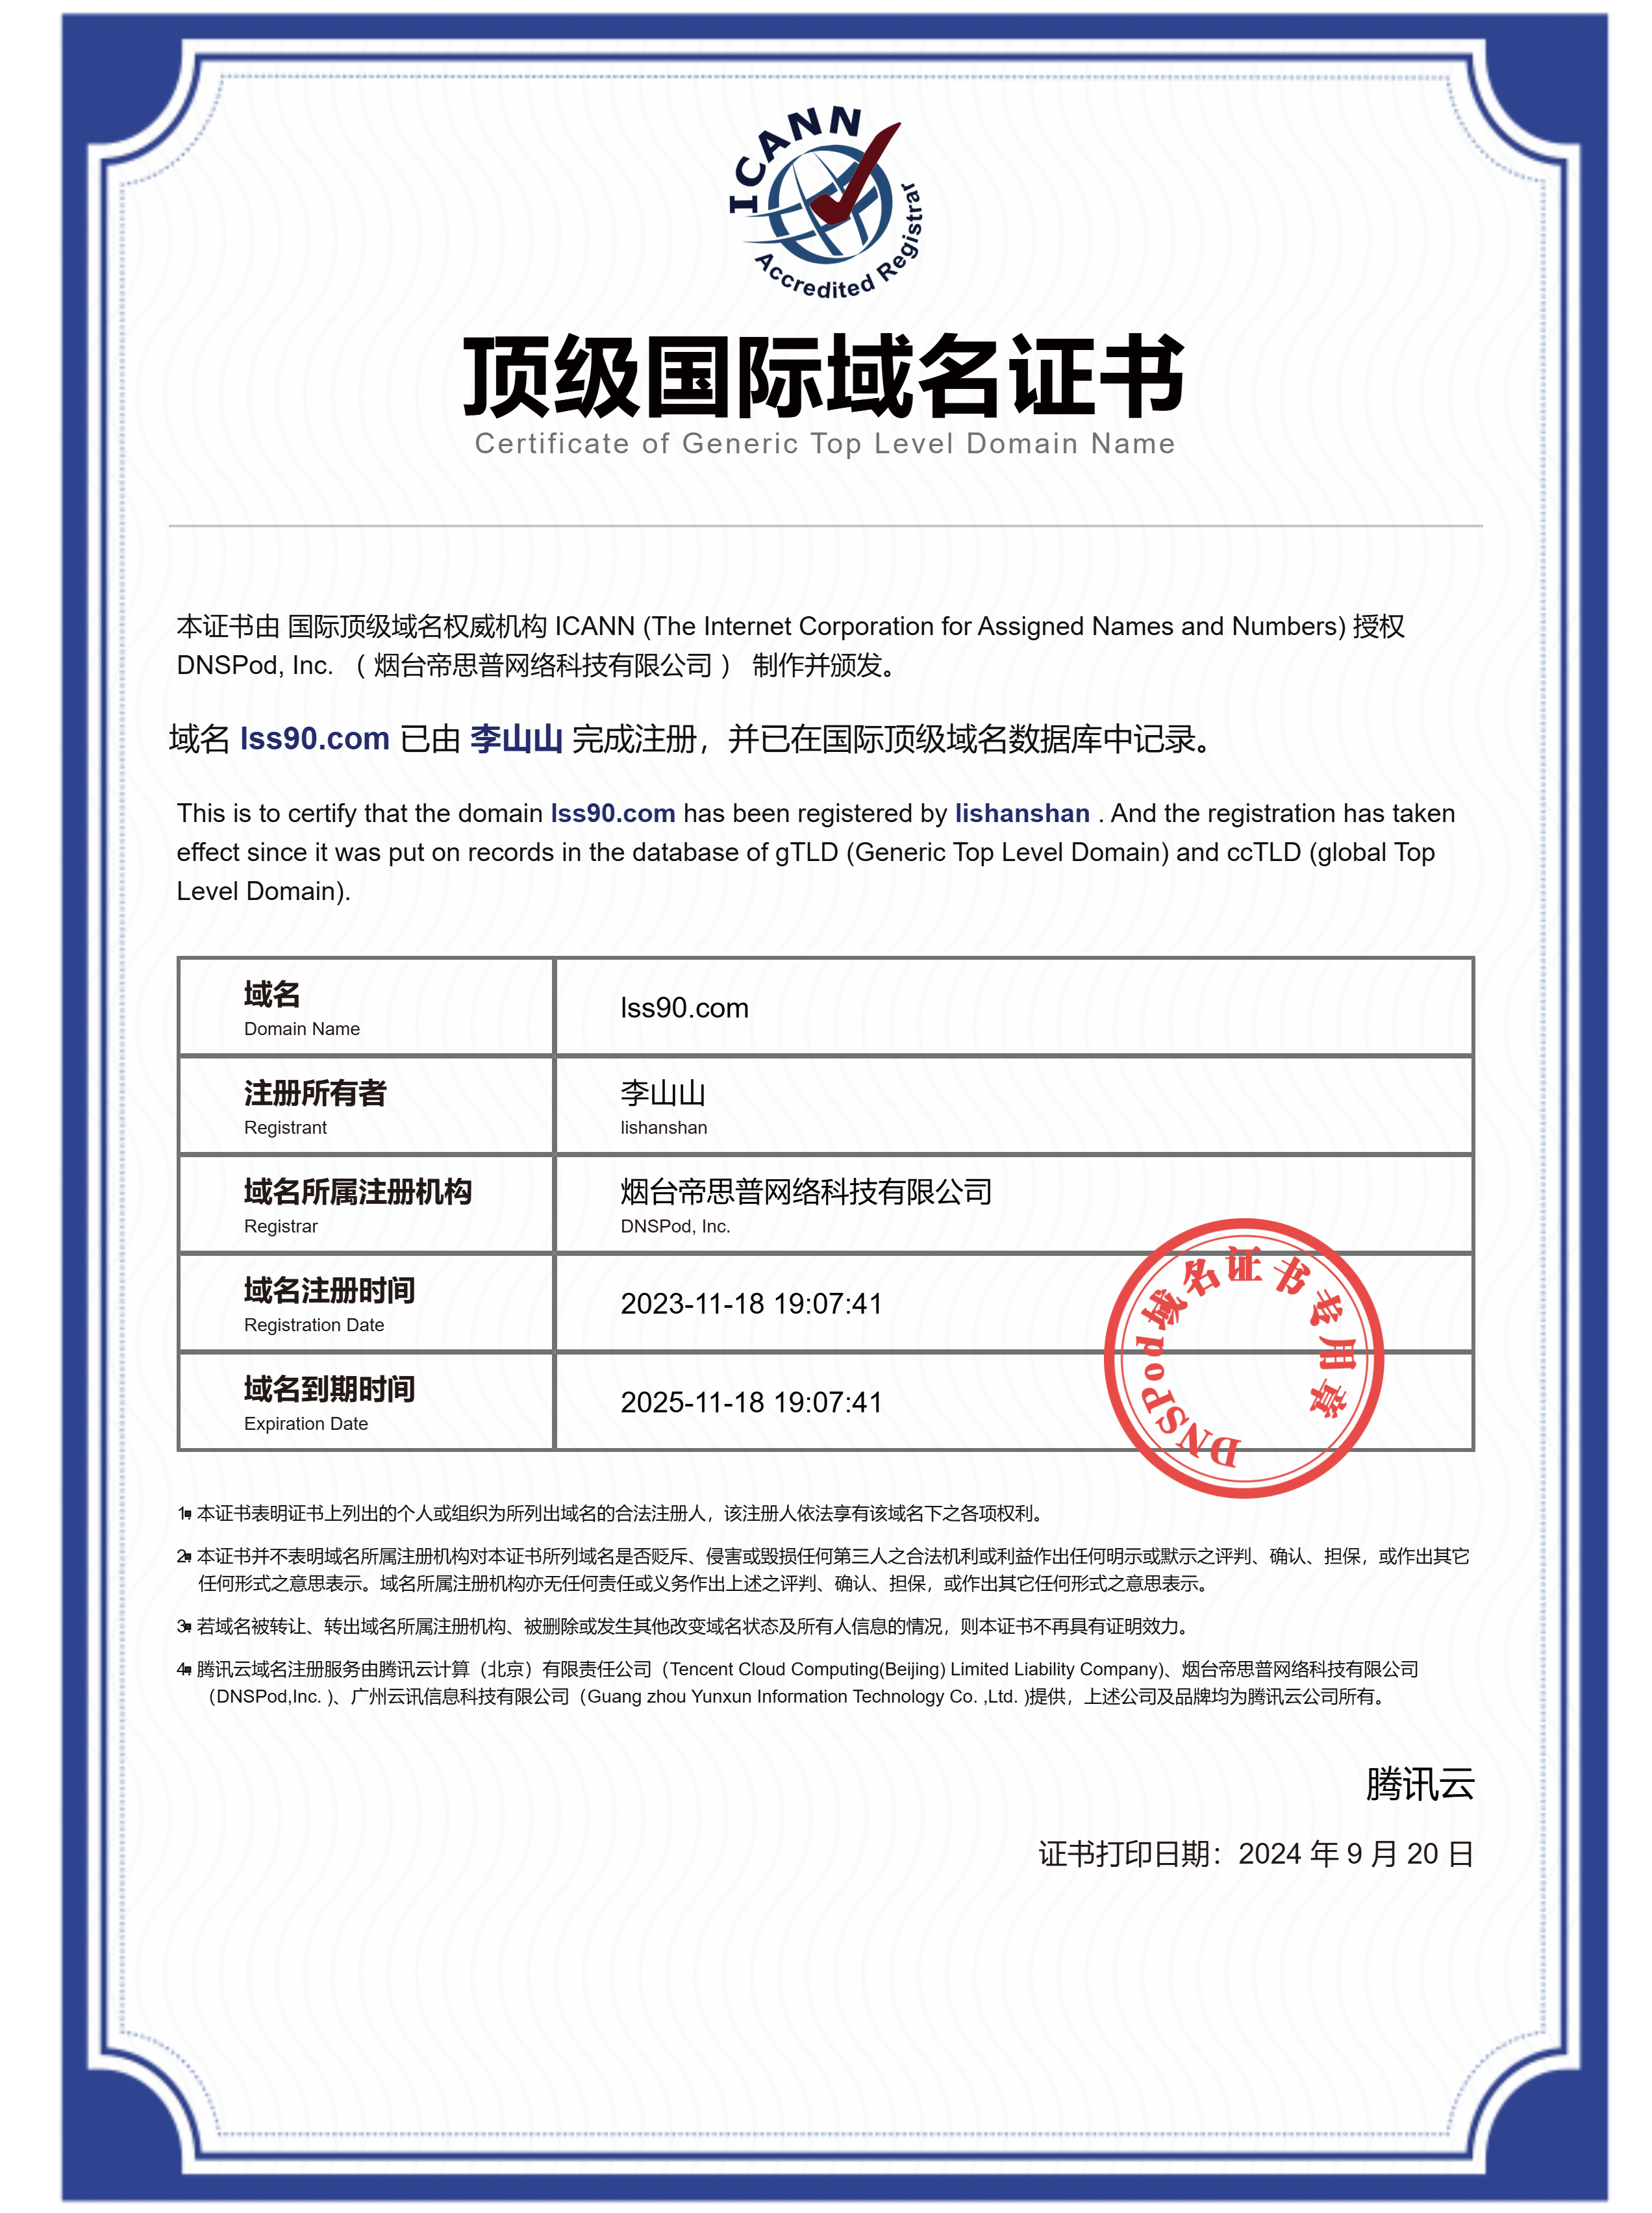 ICANN
Accredited Registrar
顶级国际域名证书
Certificate of Generic Top Level Domain Name
本证书由 国际顶级域名权威机构 ICANN (The Internet Corporation for Assigned Names and Numbers) 授权
DNSPod, Inc. （ 烟台帝思普网络科技有限公司 ） 制作并颁发。
域名 lss90.com 已由 李山山 完成注册，并已在国际顶级域名数据库中记录。
This is to certify that the domain lss90.com has been registered by lishanshan . And the registration has taken
effect since it was put on records in the database of gTLD (Generic Top Level Domain) and ccTLD (global Top
Level Domain).
域名
Domain Name
lss90.com
注册所有者
Registrant
李山山
lishanshan
域名所属注册机构
Registrar
烟台帝思普网络科技有限公司
DNSPod, Inc.
域名注册时间
Registration Date
2023-11-18 19:07:41
域名到期时间
Expiration Date
2025-11-18 19:07:41
DNSPod域名证书专用章
1. 本证书表明证书上列出的个人或组织为所列出域名的合法注册人，该注册人依法享有该域名下之各项权利。
2. 本证书并不表明域名所属注册机构对本证书所列域名是否贬斥、侵害或毁损任何第三人之合法机利或利益作出任何明示或默示之评判、确认、担保，或作出其它
任何形式之意思表示。域名所属注册机构亦无任何责任或义务作出上述之评判、确认、担保，或作出其它任何形式之意思表示。
3. 若域名被转让、转出域名所属注册机构、被删除或发生其他改变域名状态及所有人信息的情况，则本证书不再具有证明效力。
4. 腾讯云域名注册服务由腾讯云计算（北京）有限责任公司（Tencent Cloud Computing(Beijing) Limited Liability Company)、烟台帝思普网络科技有限公司
（DNSPod,Inc. )、广州云讯信息科技有限公司（Guang zhou Yunxun Information Technology Co. ,Ltd. )提供，上述公司及品牌均为腾讯云公司所有。
腾讯云
证书打印日期：2024 年 9 月 20 日